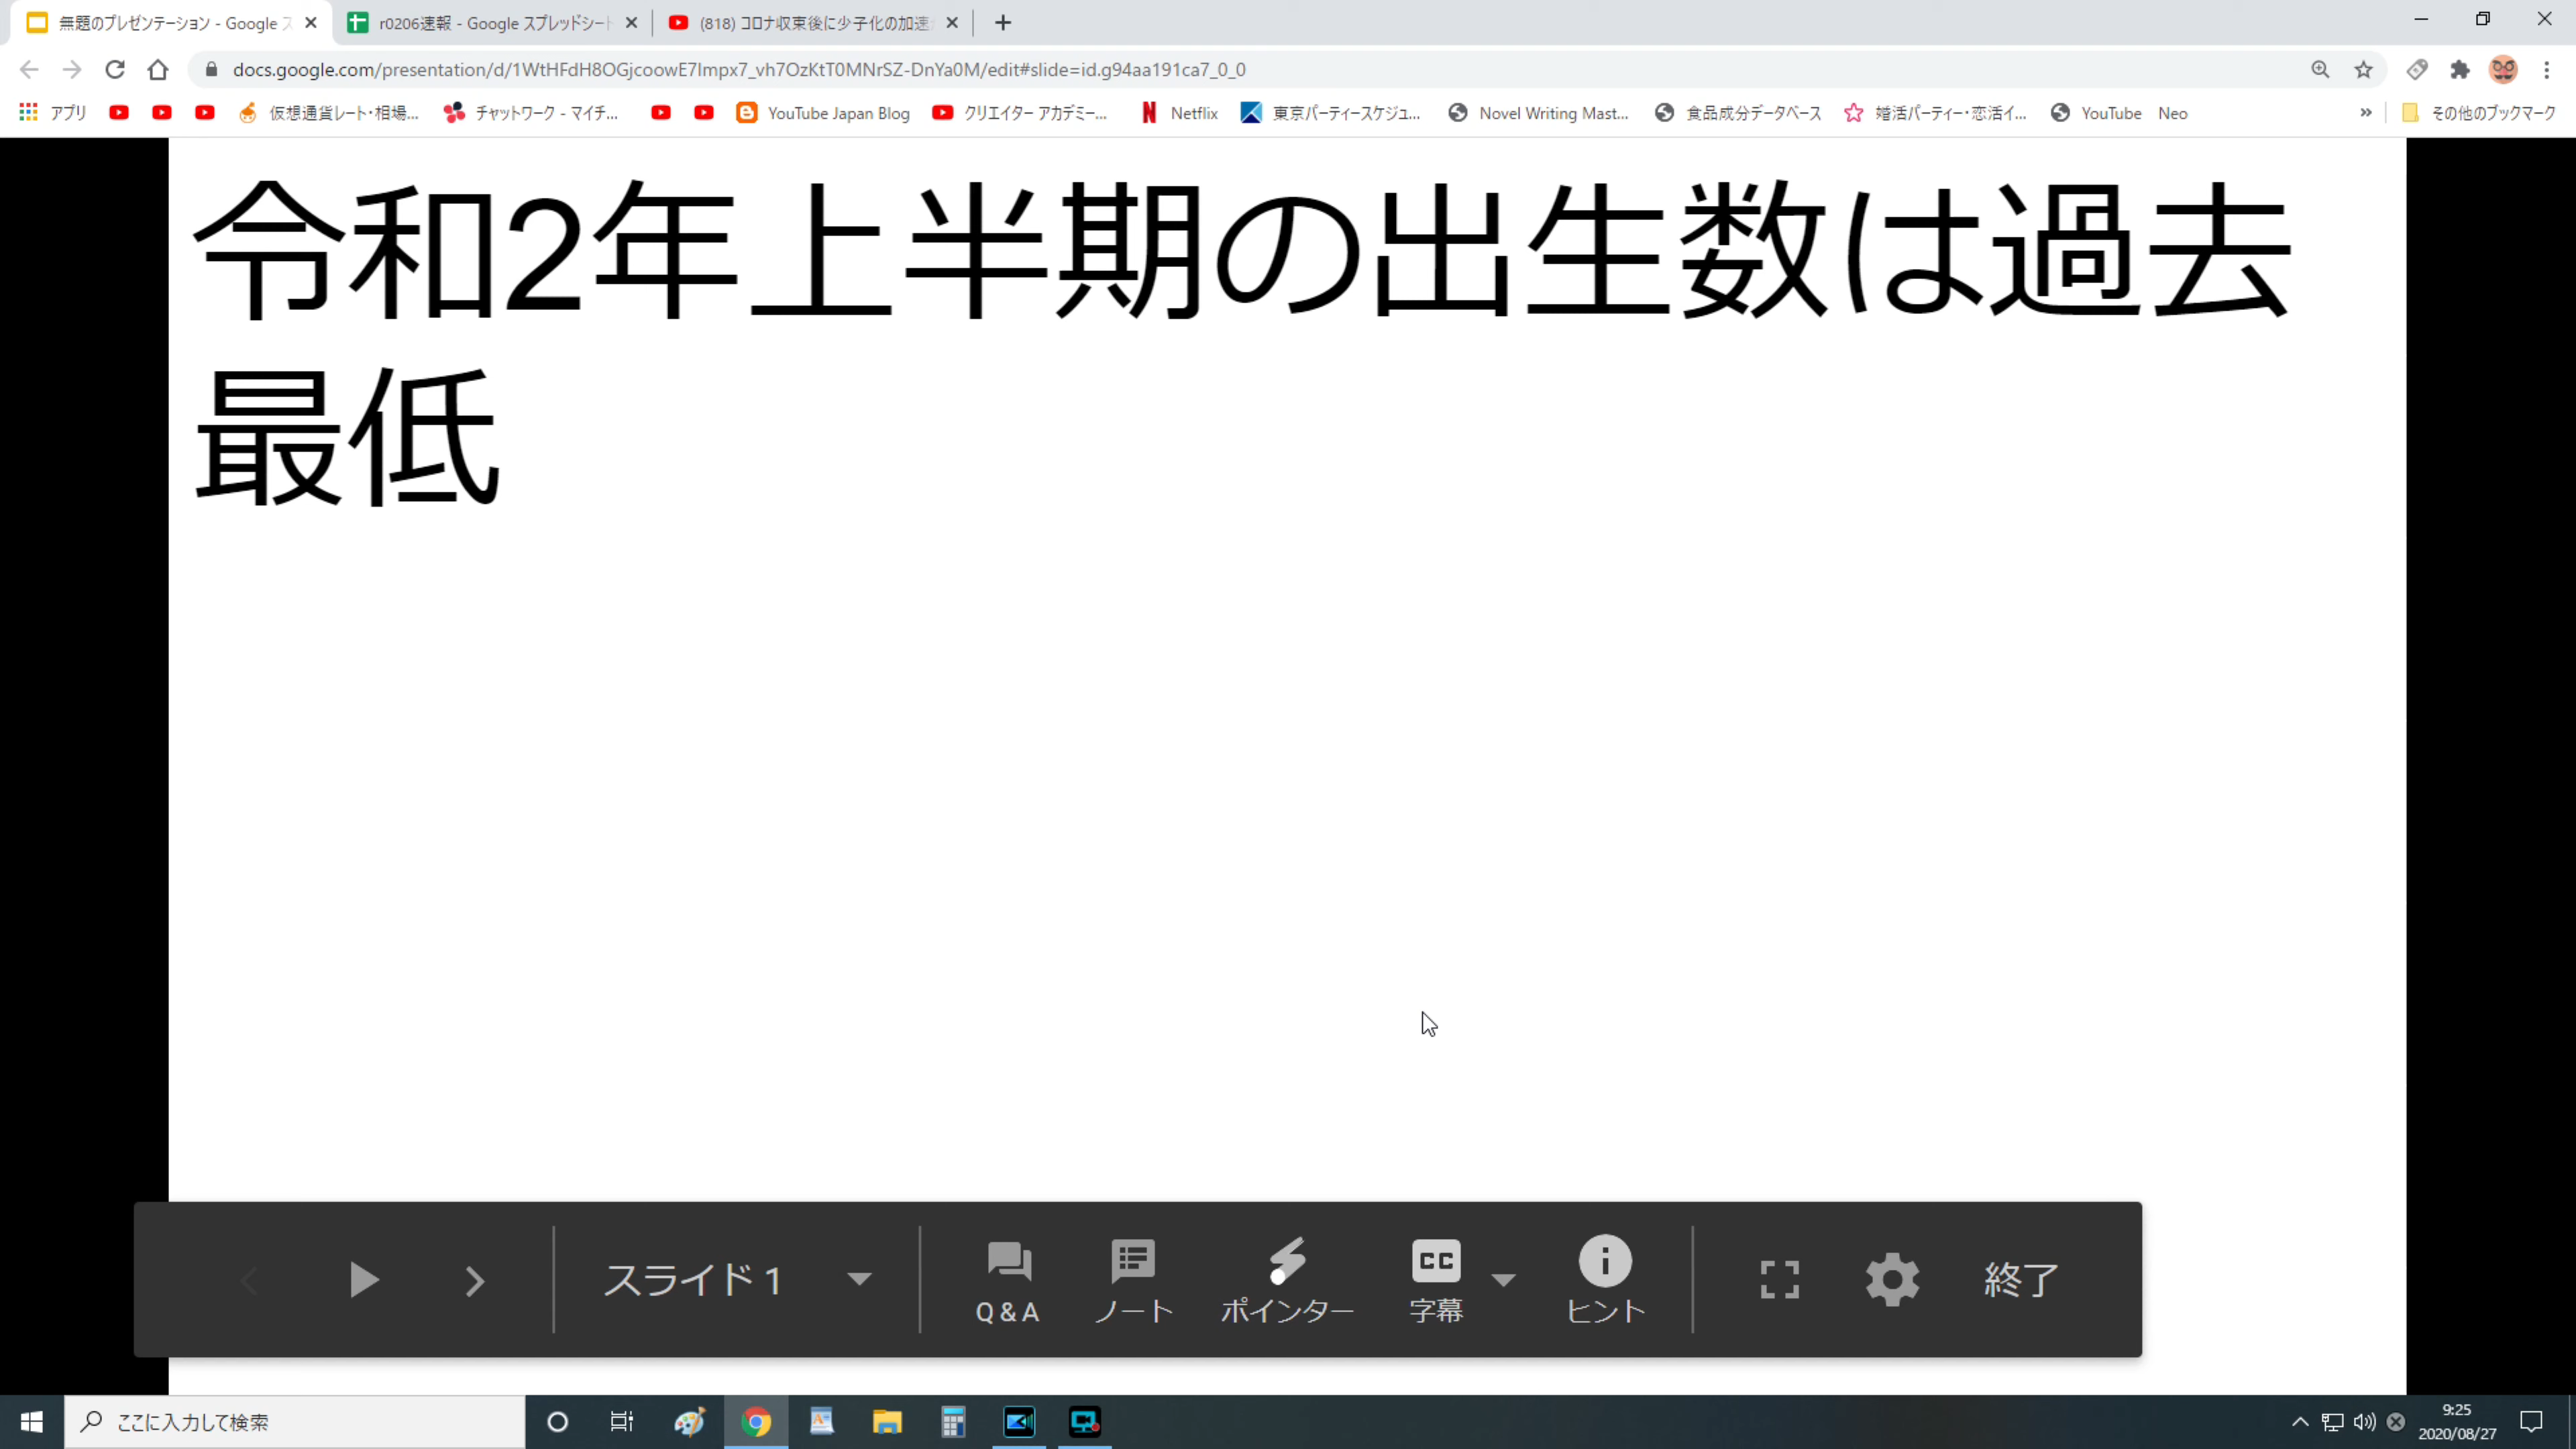 無題のプレゼンテーション - Google ス
r0206速報 - Google スプレッドシート
(818) コロナ収束後に少子化の加速
docs.google.com/presentation/d/1WtHFdH8OGjcoowE7Impx7_vh7OzKtT0MNrSZ-DnYa0M/edit#slide=id.g94aa191ca7_0_0
アプリ
仮想通貨レート・相場...
チャットワーク - マイチ...
YouTube Japan Blog
クリエイター アカデミー...
Netflix
東京パーティースケジュ...
Novel Writing Mast...
食品成分データベース
婚活パーティー・恋活イ...
YouTube Neo
»
その他のブックマーク
令和2年上半期の出生数は過去
最低
スライド 1
Q & A
ノート
ポインター
CC
字幕
ヒント
終了
ここに入力して検索
9:25
2020/08/27